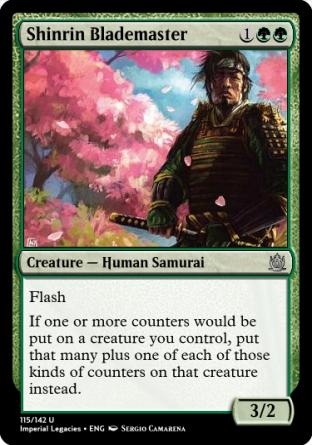 Shinrin Blademaster 1
Creature — Human Samurai
Flash
If one or more counters would be
put on a creature you control, put
that many plus one of each of those
kinds of counters on that creature
instead.
3/2
115/142 U
Imperial Legacies • ENG Sergio Camarena